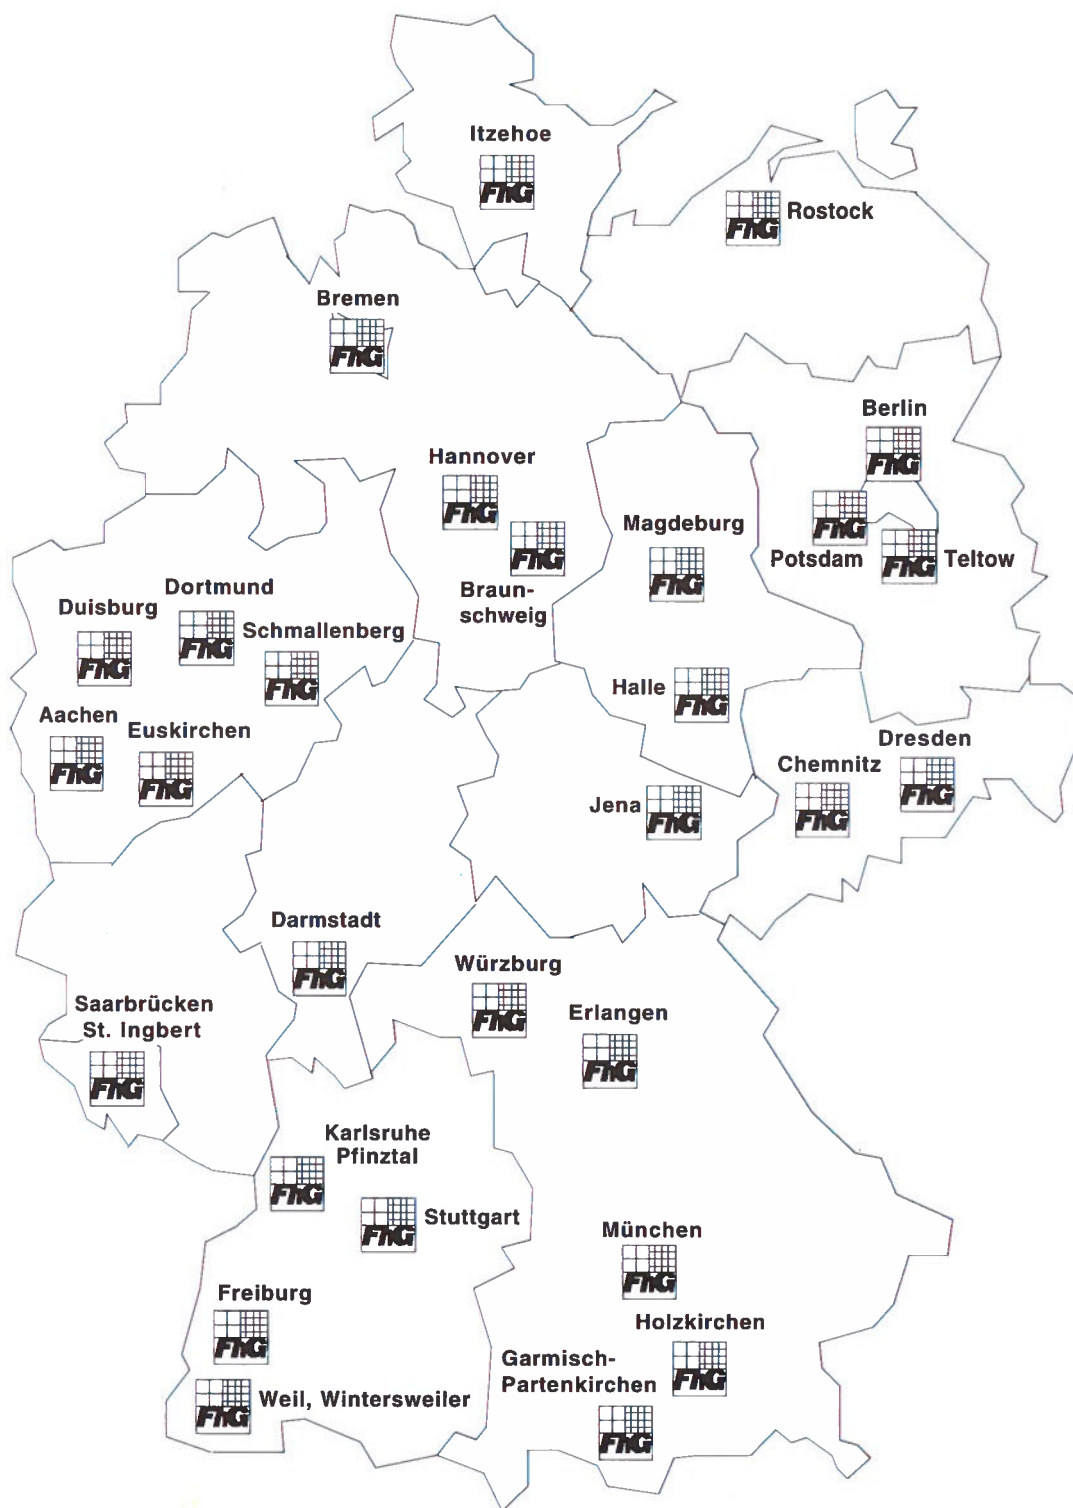 Itzehoe
FhG
Rostock
FhG
Bremen
FhG
Berlin
FhG
Hannover
FhG
Magdeburg
FhG
Potsdam
FhG
Teltow
FhG
Braun-
schweig
FhG
Dortmund
FhG
Duisburg
FhG
Schmallenberg
FhG
Halle
FhG
Aachen
FhG
Euskirchen
FhG
Dresden
FhG
Chemnitz
FhG
Jena
FhG
Darmstadt
FhG
Würzburg
FhG
Erlangen
FhG
Saarbrücken
St. Ingbert
FhG
Karlsruhe
Pfinztal
FhG
Stuttgart
FhG
München
FhG
Freiburg
FhG
Holzkirchen
FhG
Garmisch-
Partenkirchen
FhG
Weil, Wintersweiler
FhG